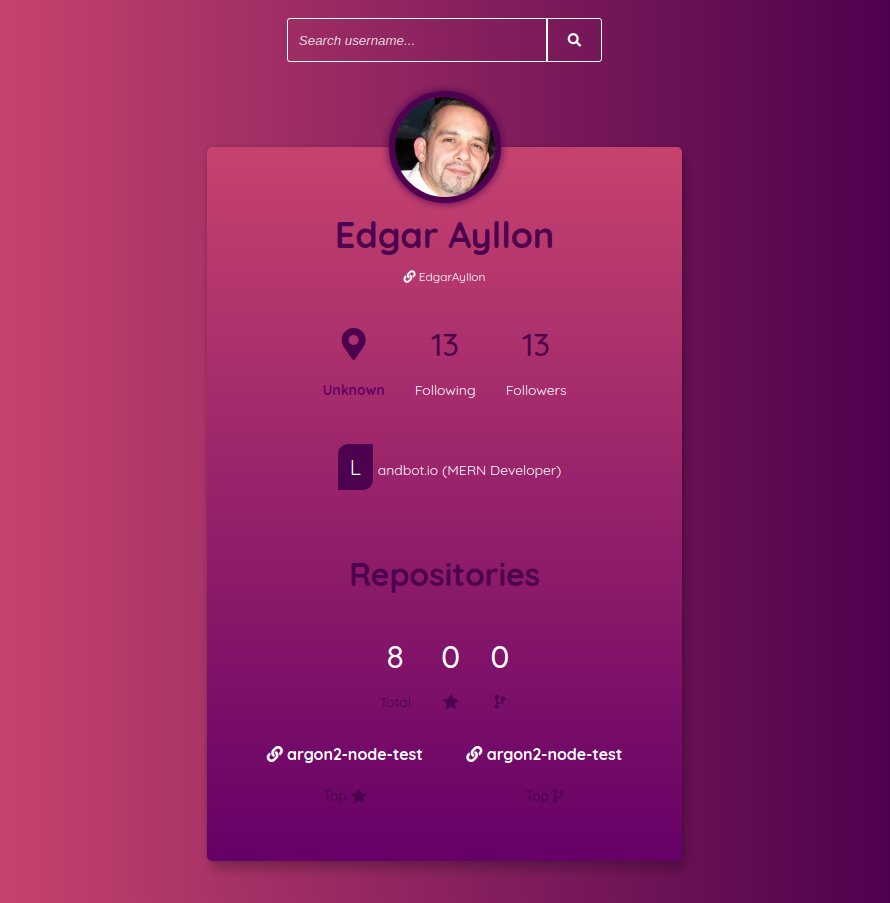 Search username...
Edgar Ayllon
EdgarAyllon
13 13
Unknown Following Followers
L andbot.io (MERN Developer)
Repositories
8 0 0
Total
argon2-node-test argon2-node-test
Top Top